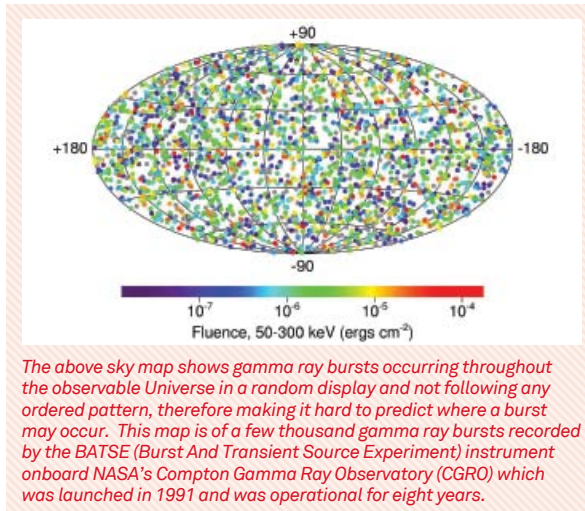 +90
+180
-180
-90
10-7
10-6
10-5
10-4
Fluence, 50-300 keV (ergs cm-2)
The above sky map shows gamma ray bursts occurring throughout
the observable Universe in a random display and not following any
ordered pattern, therefore making it hard to predict where a burst
may occur. This map is of a few thousand gamma ray bursts recorded
by the BATSE (Burst And Transient Source Experiment) instrument
onboard NASA's Compton Gamma Ray Observatory (CGRO) which
was launched in 1991 and was operational for eight years.